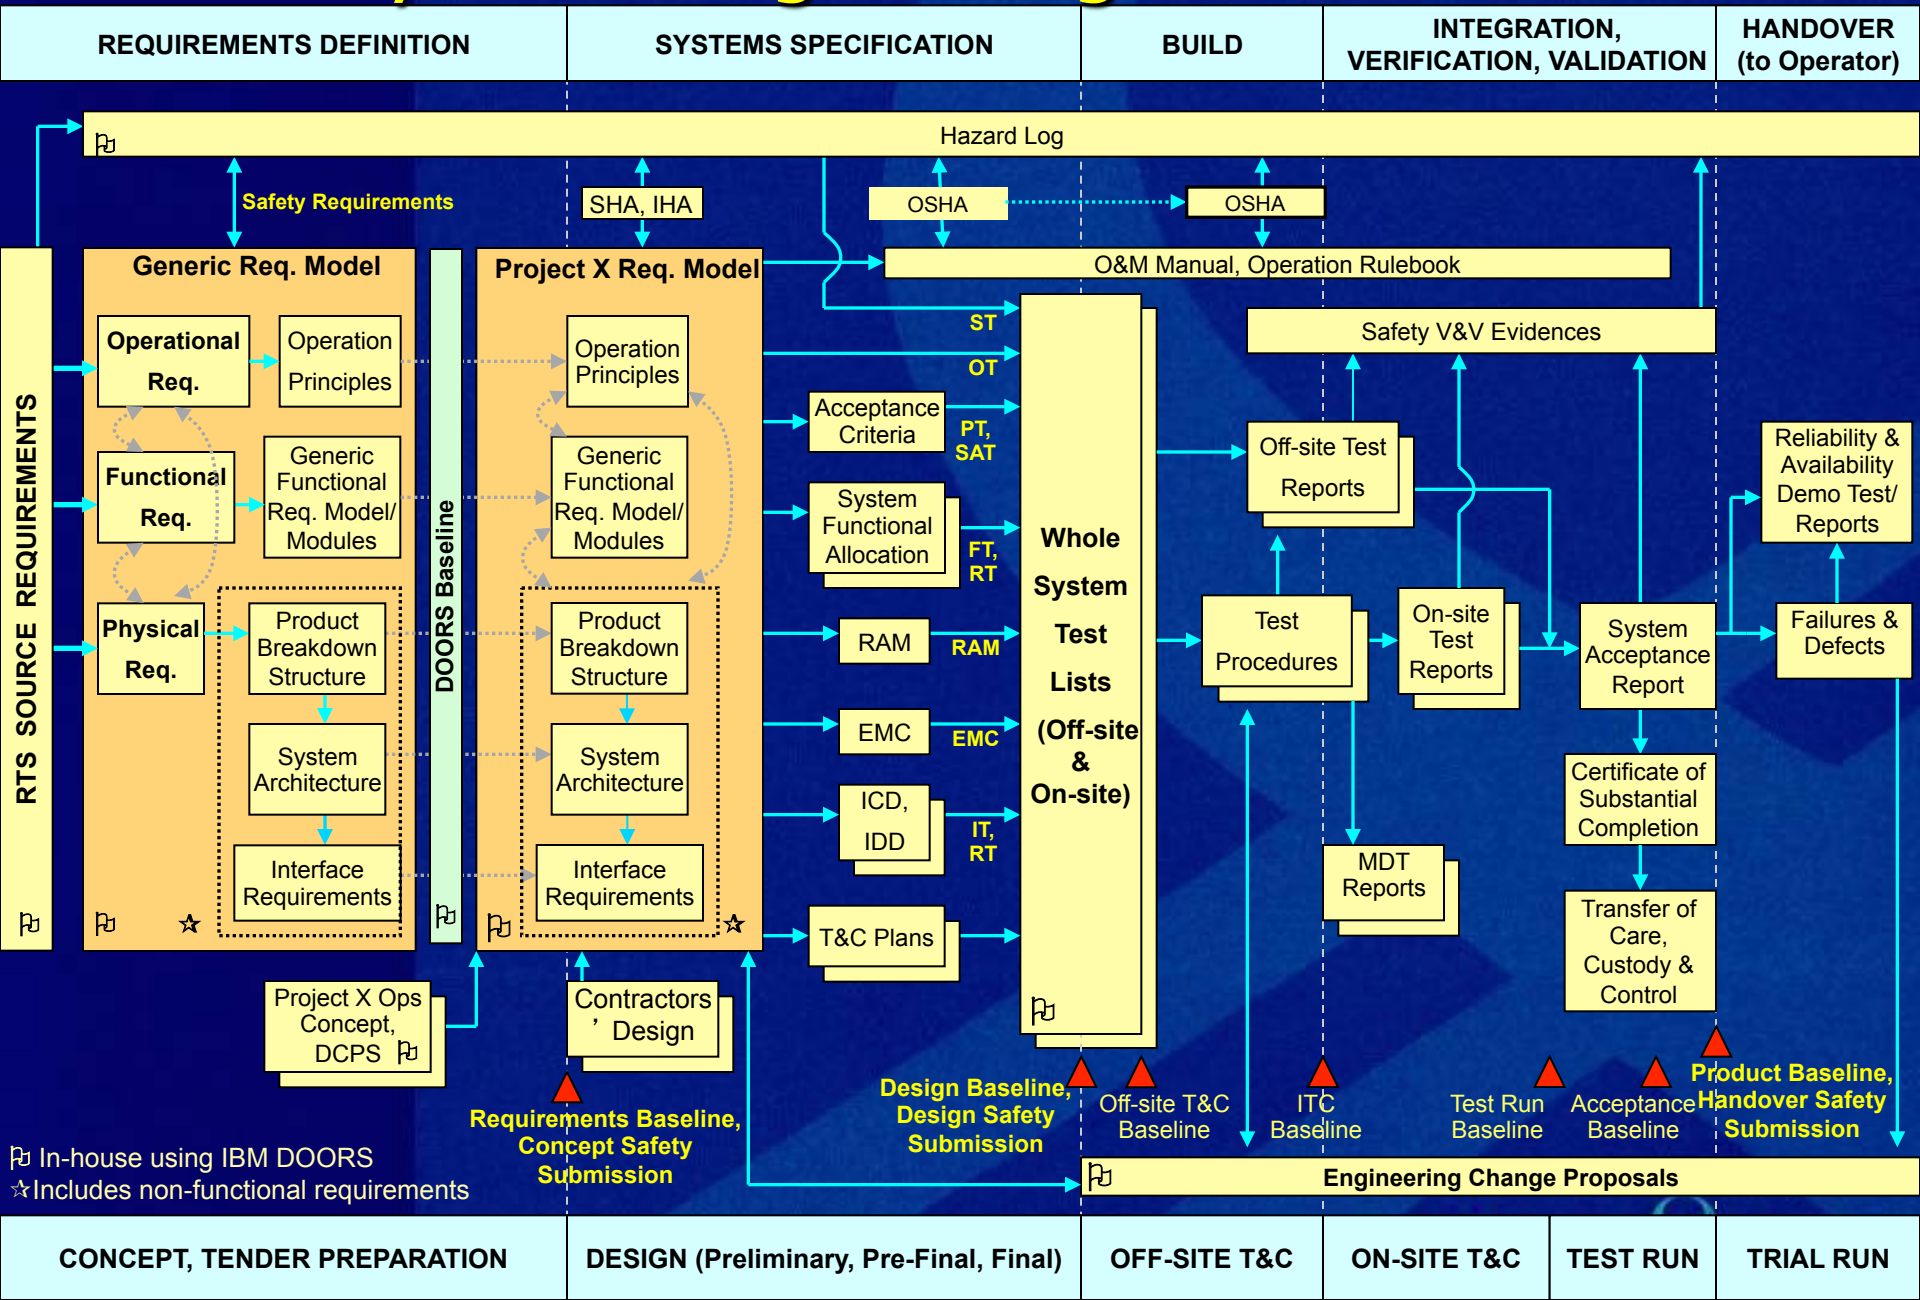 REQUIREMENTS DEFINITION
SYSTEMS SPECIFICATION
BUILD
INTEGRATION,
VERIFICATION, VALIDATION
HANDOVER
(to Operator)
Hazard Log
Safety Requirements
SHA, IHA
OSHA
OSHA
RTS SOURCE REQUIREMENTS
Generic Req. Model
Operational
Req.
Operation
Principles
Functional
Req.
Generic
Functional
Req. Model/
Modules
Physical
Req.
Product
Breakdown
Structure
System
Architecture
Interface
Requirements
DOORS Baseline
Project X Req. Model
Operation
Principles
Generic
Functional
Req. Model/
Modules
Product
Breakdown
Structure
System
Architecture
Interface
Requirements
O&M Manual, Operation Rulebook
ST
OT
Acceptance
Criteria
PT,
SAT
System
Functional
Allocation
FT,
RT
RAM
RAM
EMC
EMC
ICD,
IDD
IT,
RT
T&C Plans
Whole
System
Test
Lists
(Off-site
&
On-site)
Safety V&V Evidences
Off-site Test
Reports
Test
Procedures
On-site
Test
Reports
MDT
Reports
System
Acceptance
Report
Certificate of
Substantial
Completion
Transfer of
Care,
Custody &
Control
Reliability &
Availability
Demo Test/
Reports
Failures &
Defects
Project X Ops
Concept,
DCPS
Contractors
’ Design
Requirements Baseline,
Concept Safety
Submission
Design Baseline,
Design Safety
Submission
Off-site T&C
Baseline
ITC
Baseline
Test Run
Baseline
Acceptance
Baseline
Product Baseline,
Handover Safety
Submission
In-house using IBM DOORS
☆Includes non-functional requirements
Engineering Change Proposals
CONCEPT, TENDER PREPARATION
DESIGN (Preliminary, Pre-Final, Final)
OFF-SITE T&C
ON-SITE T&C
TEST RUN
TRIAL RUN